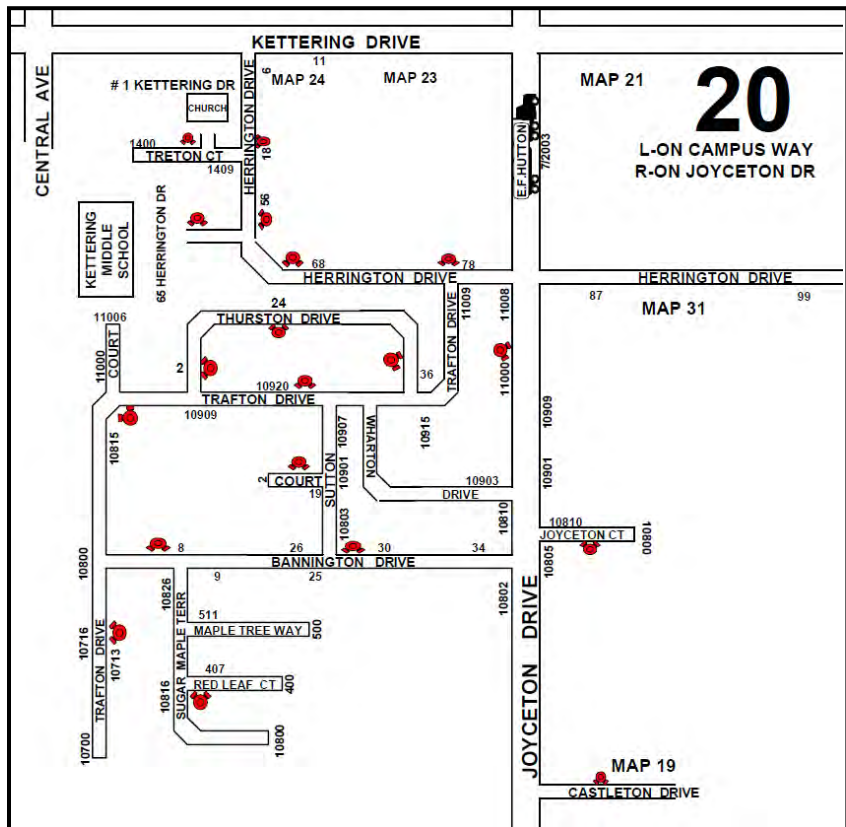 KETTERING DRIVE
11
6
MAP 24
MAP 23
MAP 21
20
L-ON CAMPUS WAY
R-ON JOYCETON DR
CENTRAL AVE
# 1 KETTERING DR
CHURCH
HERRINGTON DRIVE
18
56
E.F.HUTTON
7/2003
1400
TRETON CT
1409
KETTERING
MIDDLE
SCHOOL
65 HERRINGTON DR
68
78
HERRINGTON DRIVE
HERRINGTON DRIVE
87
99
MAP 31
24
THURSTON DRIVE
2
36
11009
TRAFTON DRIVE
11008
11000
11006
11000
COURT
10920
TRAFTON DRIVE
10909
10907
10915
10815
WHARTON
DRIVE
10903
10909
10901
10901
SUTTON
COURT
2
19
10803
10810
10810
JOYCETON CT
10800
10805
8
26
30
34
BANNINGTON DRIVE
9
25
10800
10826
10802
511
MAPLE TREE WAY
500
10716
TRAFTON DRIVE
10713
SUGAR MAPLE TERR
407
RED LEAF CT
400
10816
10800
10700
JOYCETON DRIVE
MAP 19
CASTLETON DRIVE